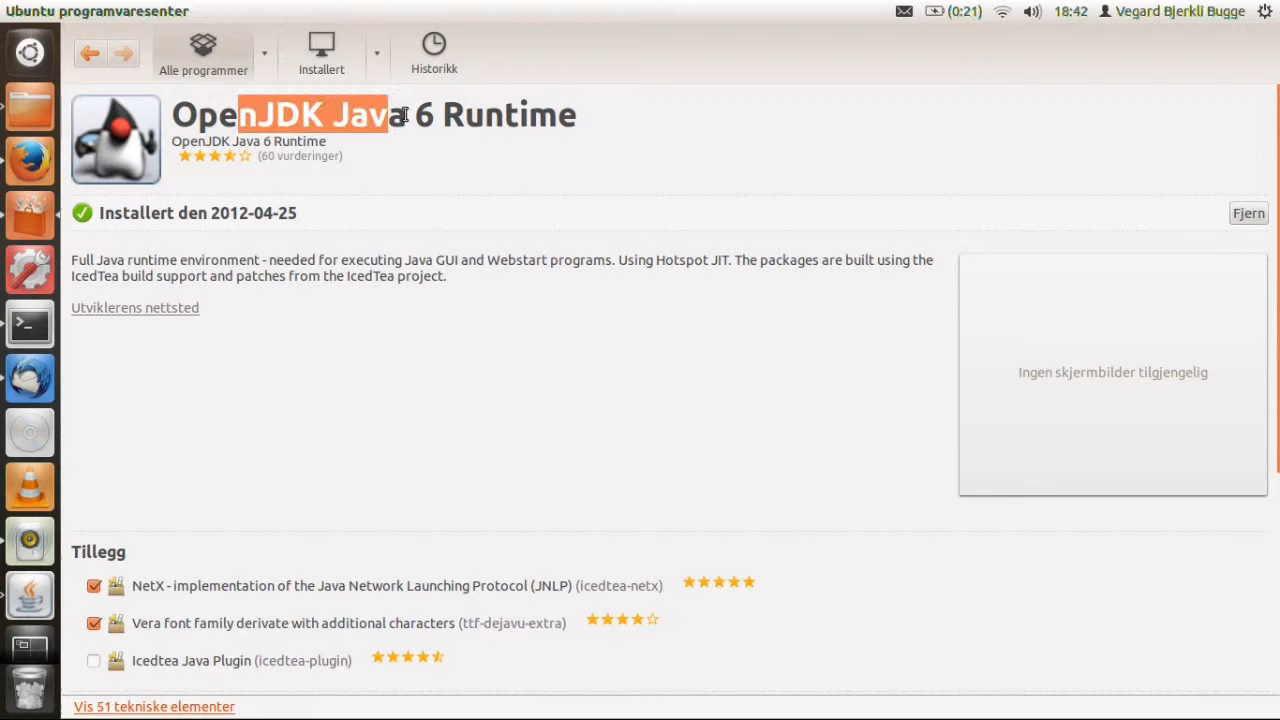 Ubuntu programvaresenter
(0:21)
18:42
Vegard Bjerkli Bugge
Alle programmer
Installert
Historikk
OpenJDK Java 6 Runtime
OpenJDK Java 6 Runtime
(60 vurderinger)
Installert den 2012-04-25
Fjern
Full Java runtime environment - needed for executing Java GUI and Webstart programs. Using Hotspot JIT. The packages are built using the
IcedTea build support and patches from the IcedTea project.
Utviklerens nettsted
Ingen skjermbilder tilgjengelig
Tillegg
NetX - implementation of the Java Network Launching Protocol (JNLP) (icedtea-netx)
Vera font family derivate with additional characters (ttf-dejavu-extra)
Icedtea Java Plugin (icedtea-plugin)
Vis 51 tekniske elementer